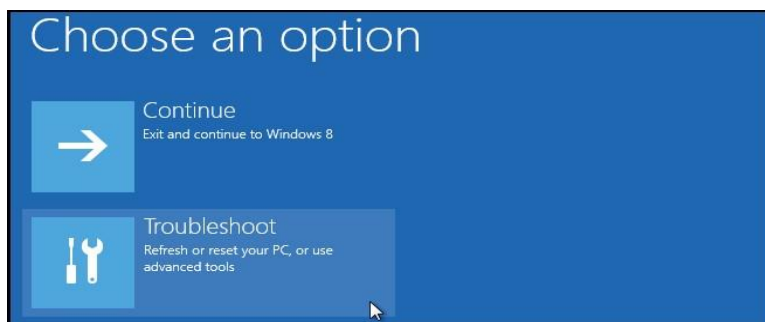 Choose an option
Continue
Exit and continue to Windows 8
Troubleshoot
Refresh or reset your PC, or use
advanced tools